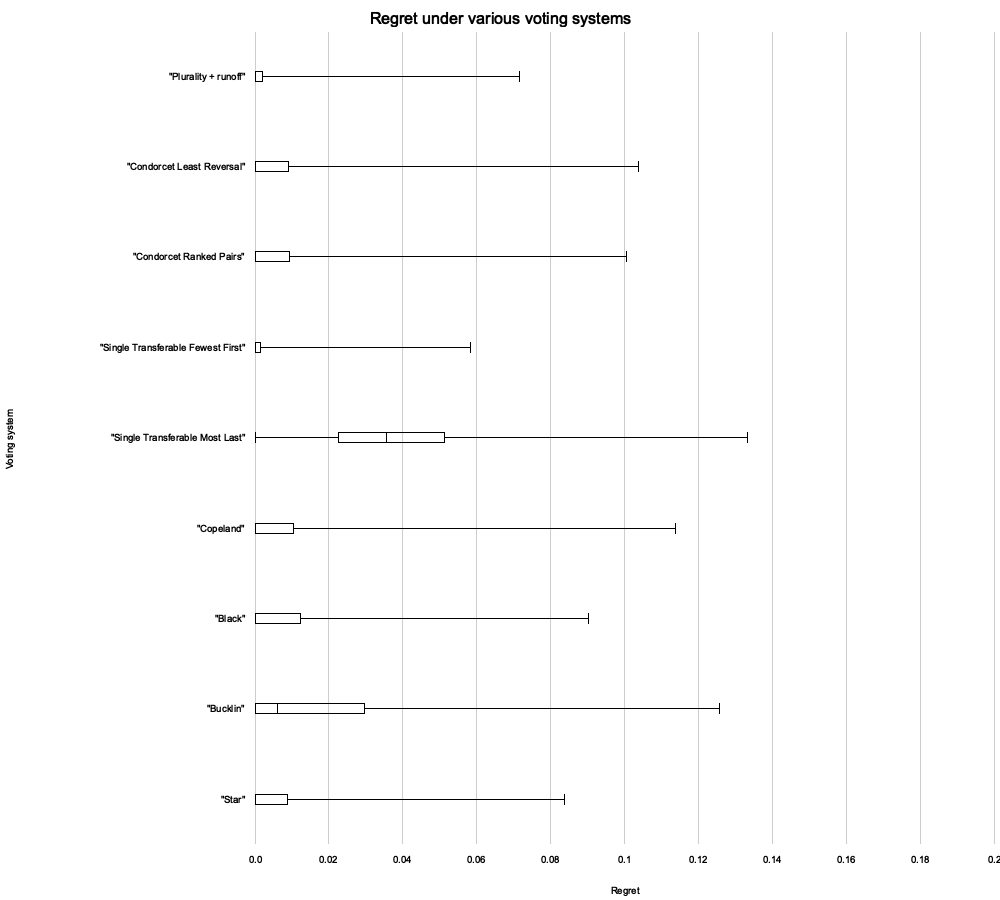 Regret under various voting systems
"Plurality + runoff"
"Condorcet Least Reversal"
"Condorcet Ranked Pairs"
"Single Transferable Fewest First"
Voting system
"Single Transferable Most Last"
"Copeland"
"Black"
"Bucklin"
"Star"
0.0 0.02 0.04 0.06 0.08 0.1 0.12 0.14 0.16 0.18 0.2
Regret